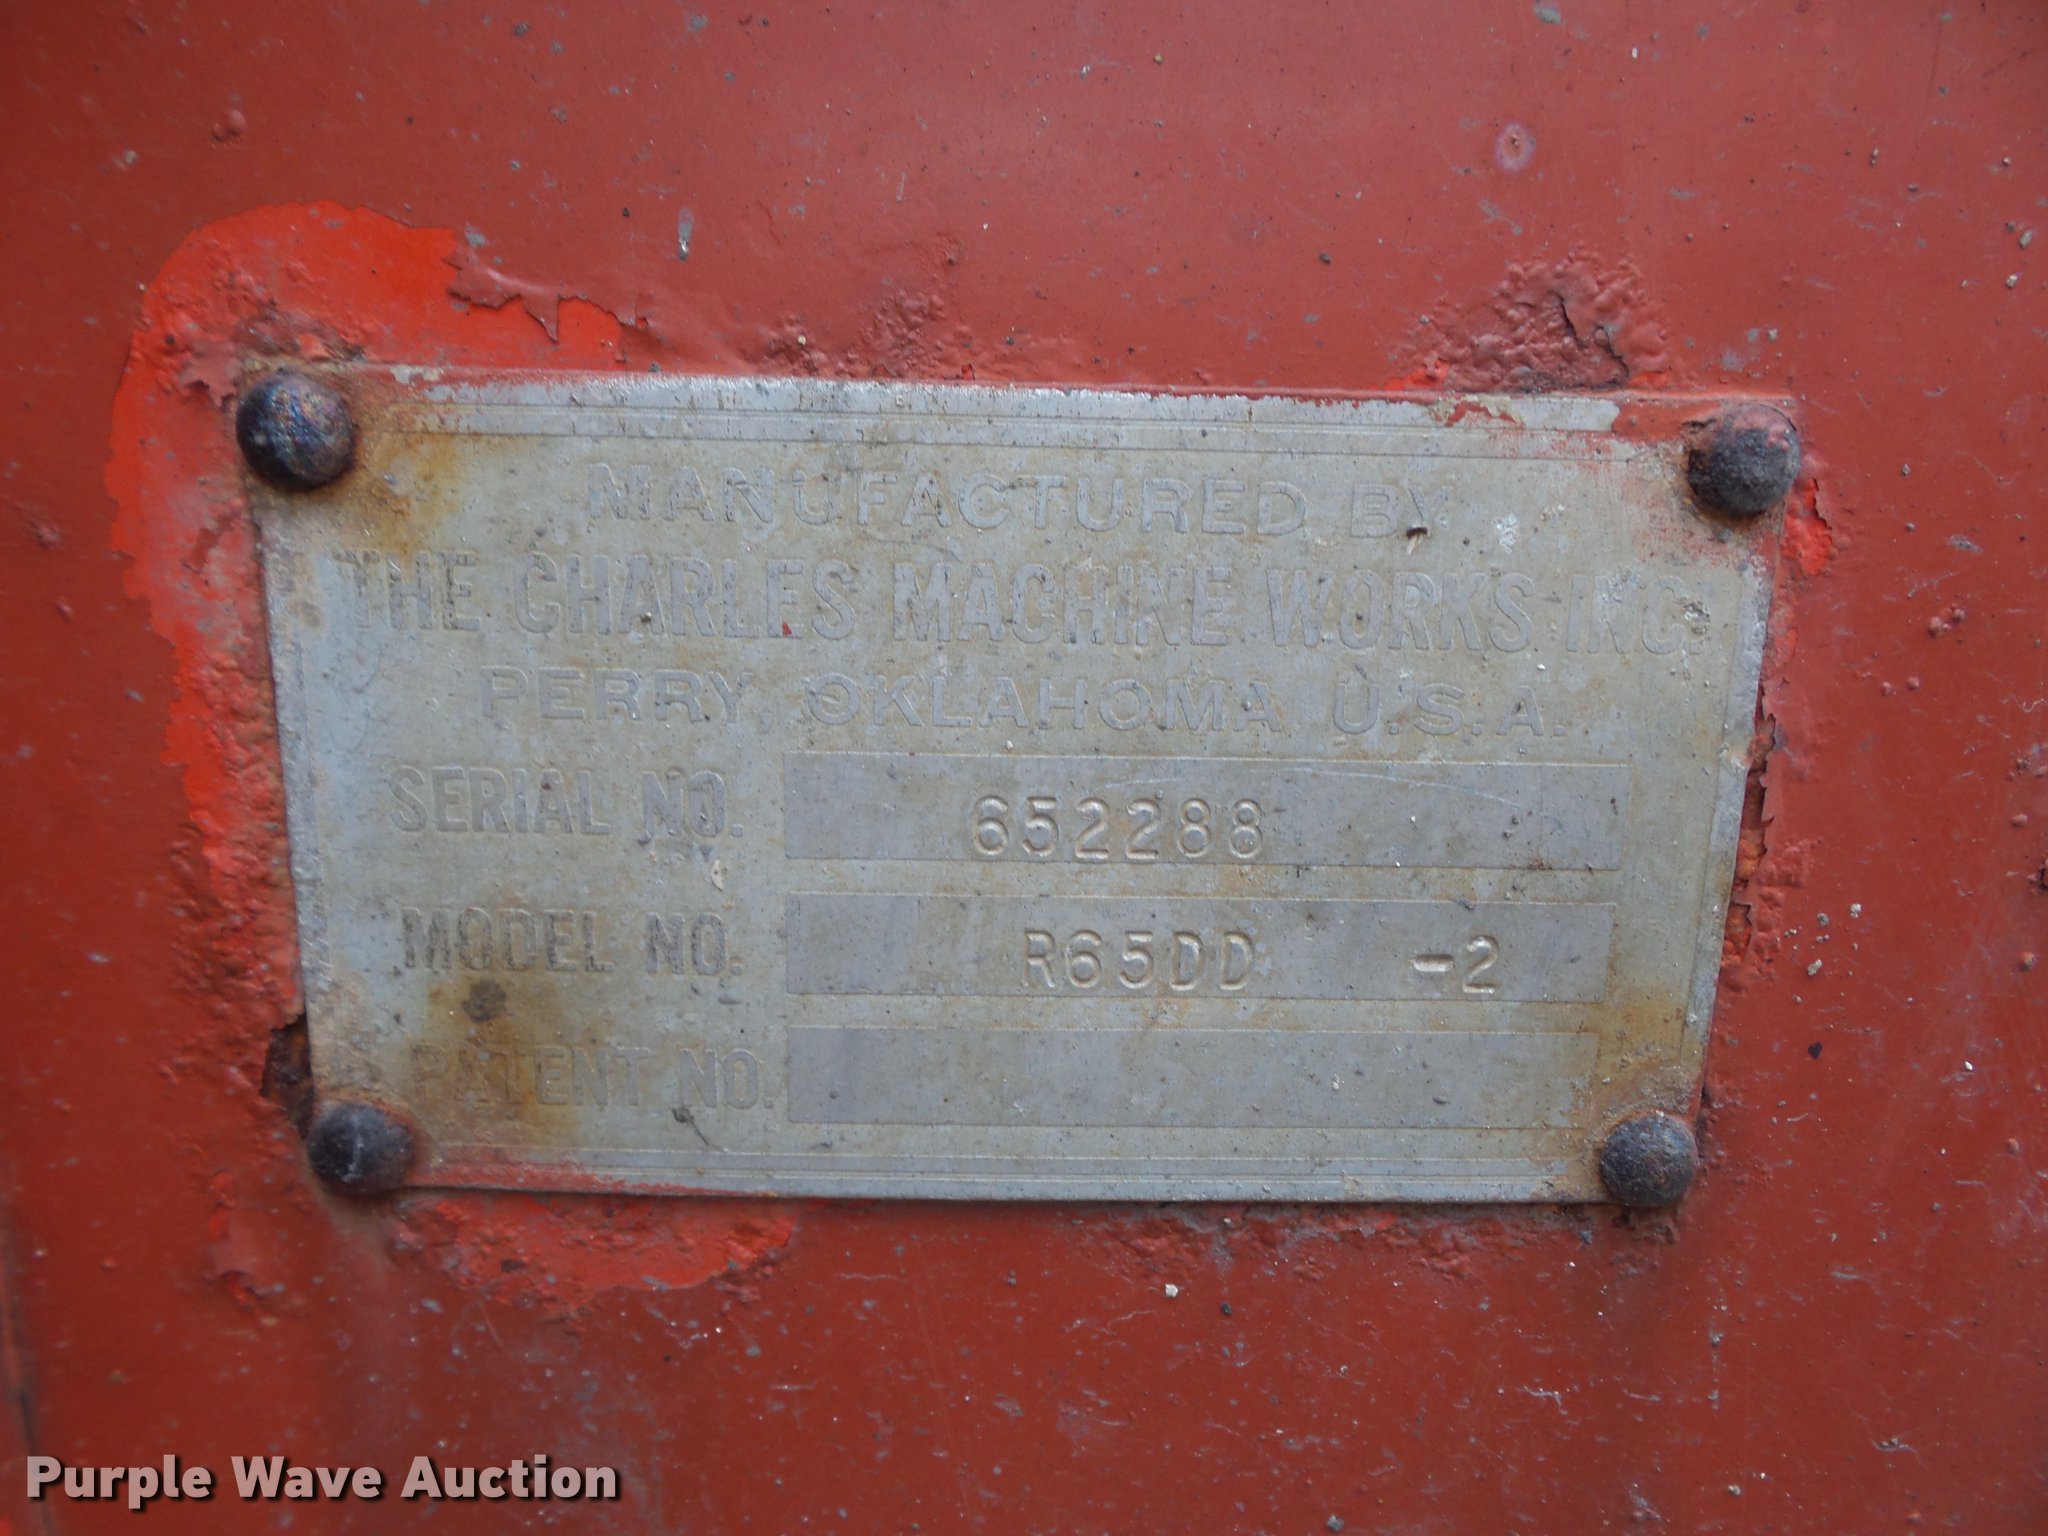 MANUFACTURED BY
THE CHARLES MACHINE WORKS INC.
PERRY, OKLAHOMA U.S.A.
SERIAL NO. 652288
MODEL NO. R65DD -2
PATENT NO.
Purple Wave Auction